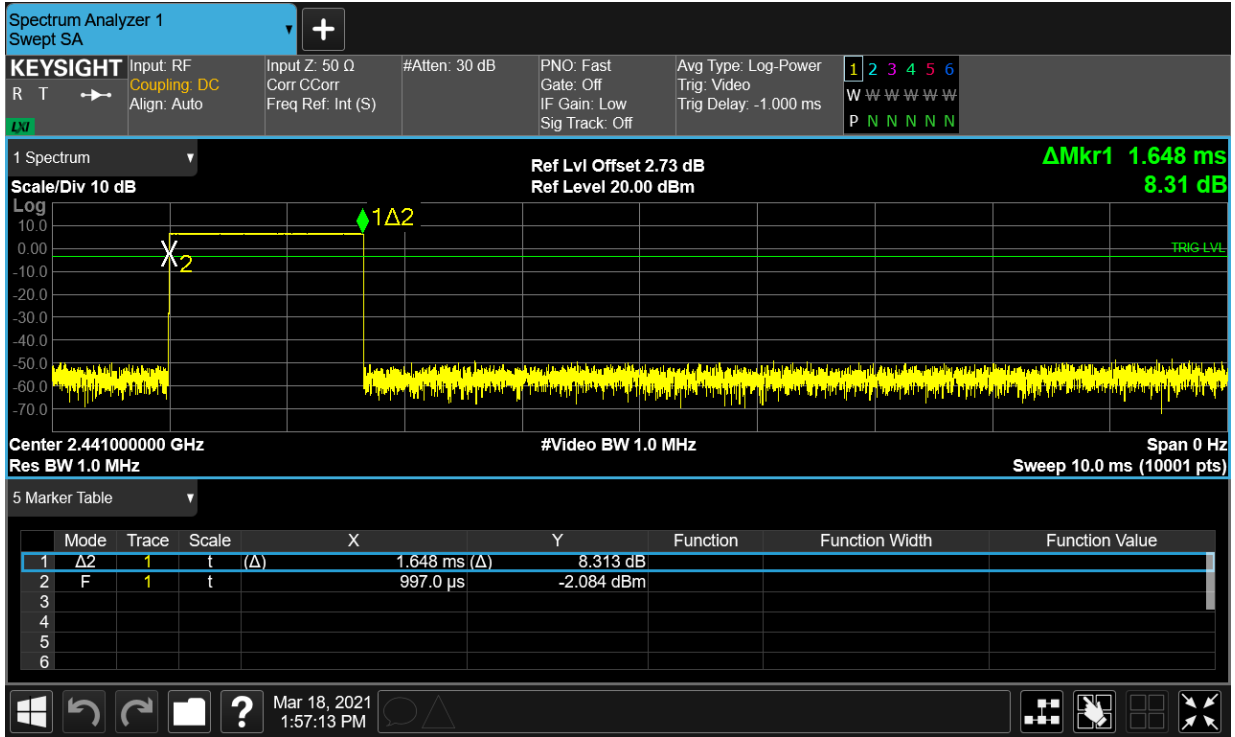 Spectrum Analyzer 1
Swept SA
KEYSIGHT
R T
LXI
Input: RF
Coupling: DC
Align: Auto
Input Z: 50 Ω
Corr CCorr
Freq Ref: Int (S)
#Atten: 30 dB
PNO: Fast
Gate: Off
IF Gain: Low
Sig Track: Off
Avg Type: Log-Power
Trig: Video
Trig Delay: -1.000 ms
1 2 3 4 5 6
W W W W W W
P N N N N N
1 Spectrum
Scale/Div 10 dB
Ref Lvl Offset 2.73 dB
Ref Level 20.00 dBm
ΔMkr1 1.648 ms
8.31 dB
Log
10.0
0.00
-10.0
-20.0
-30.0
-40.0
-50.0
-60.0
-70.0
1Δ2
2
TRIG LVL
Center 2.441000000 GHz
#Video BW 1.0 MHz
Span 0 Hz
Res BW 1.0 MHz
Sweep 10.0 ms (10001 pts)
5 Marker Table
Mode Trace Scale X Y Function Function Width Function Value
1 Δ2 1 t (Δ) 1.648 ms (Δ) 8.313 dB
2 F 1 t 997.0 µs -2.084 dBm
3
4
5
6
?
Mar 18, 2021
1:57:13 PM